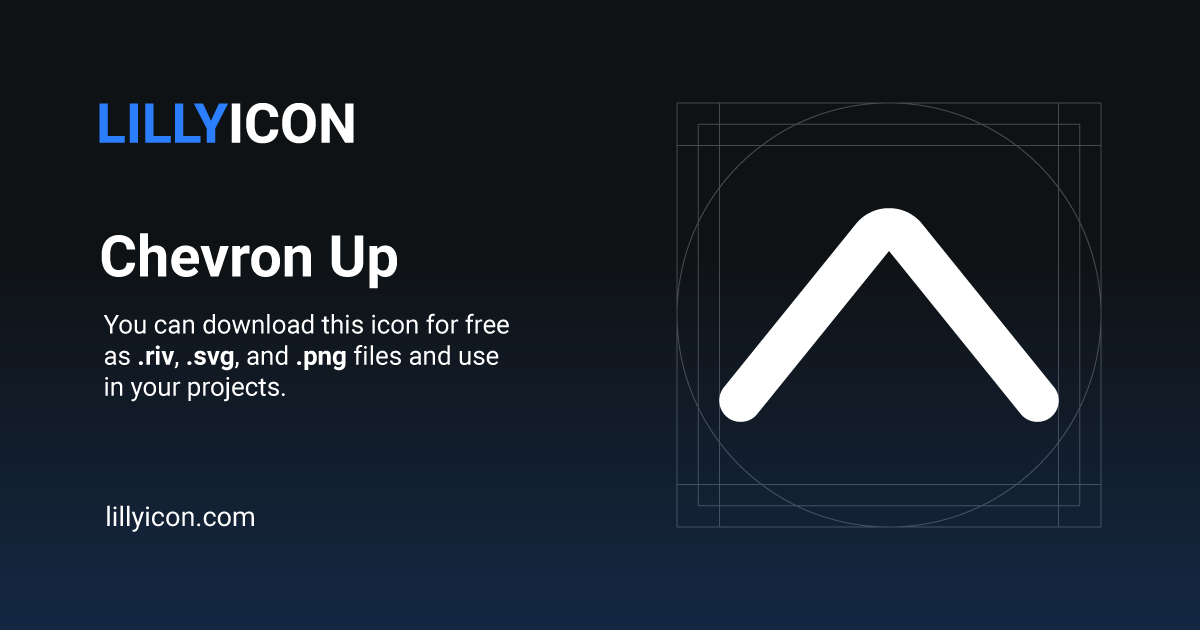 LILLYICON
Chevron Up
You can download this icon for free
as .riv, .svg, and .png files and use
in your projects.
lillyicon.com